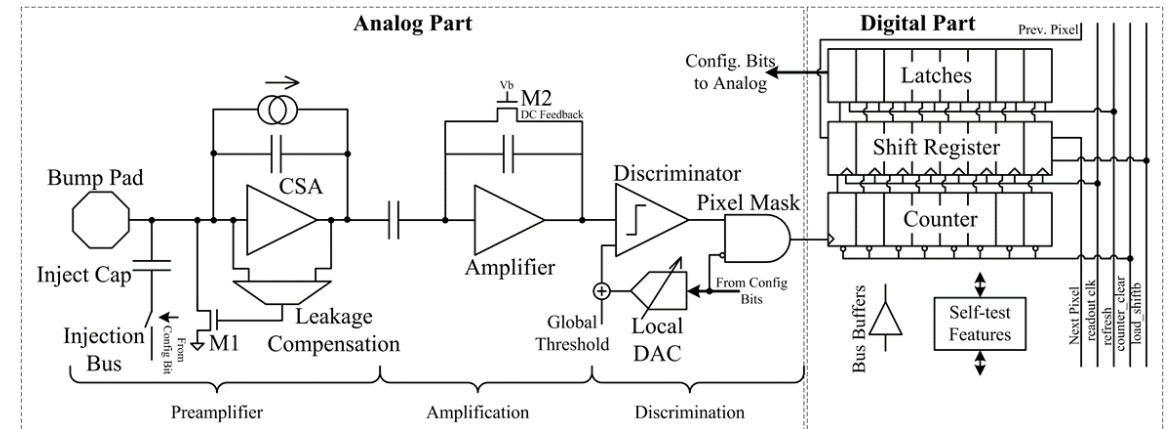 Analog Part
Digital Part
Prev. Pixel
Config. Bits
to Analog
Latches
Vb
M2
DC Feedback
Shift Register
Bump Pad
CSA
Discriminator
Pixel Mask
Counter
Inject Cap
Amplifier
From Config
Bits
Injection
Bus
From
Config Bit
M1
Leakage
Compensation
Global
Threshold
Local
DAC
Bus Buffers
Self-test
Features
Next Pixel
readout clk
refresh
counter_clear
load_shiftb
Preamplifier
Amplification
Discrimination